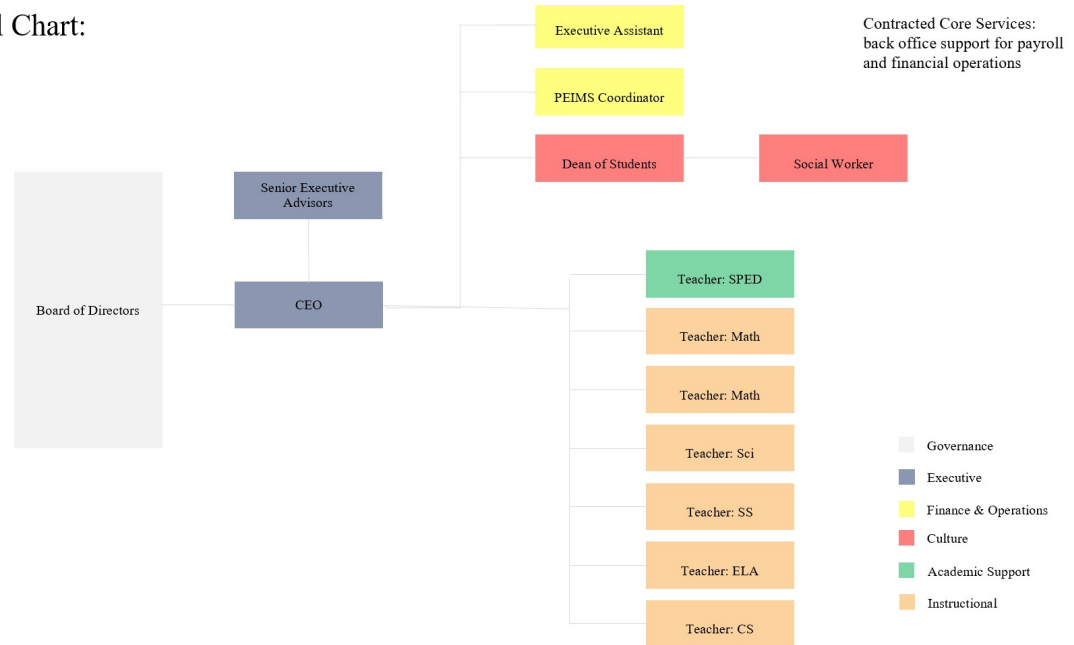 l Chart:
Executive Assistant
Contracted Core Services:
back office support for payroll
and financial operations
PEIMS Coordinator
Dean of Students
Social Worker
Senior Executive
Advisors
Board of Directors
CEO
Teacher: SPED
Teacher: Math
Teacher: Math
Teacher: Sci
Teacher: SS
Teacher: ELA
Teacher: CS
Governance
Executive
Finance & Operations
Culture
Academic Support
Instructional